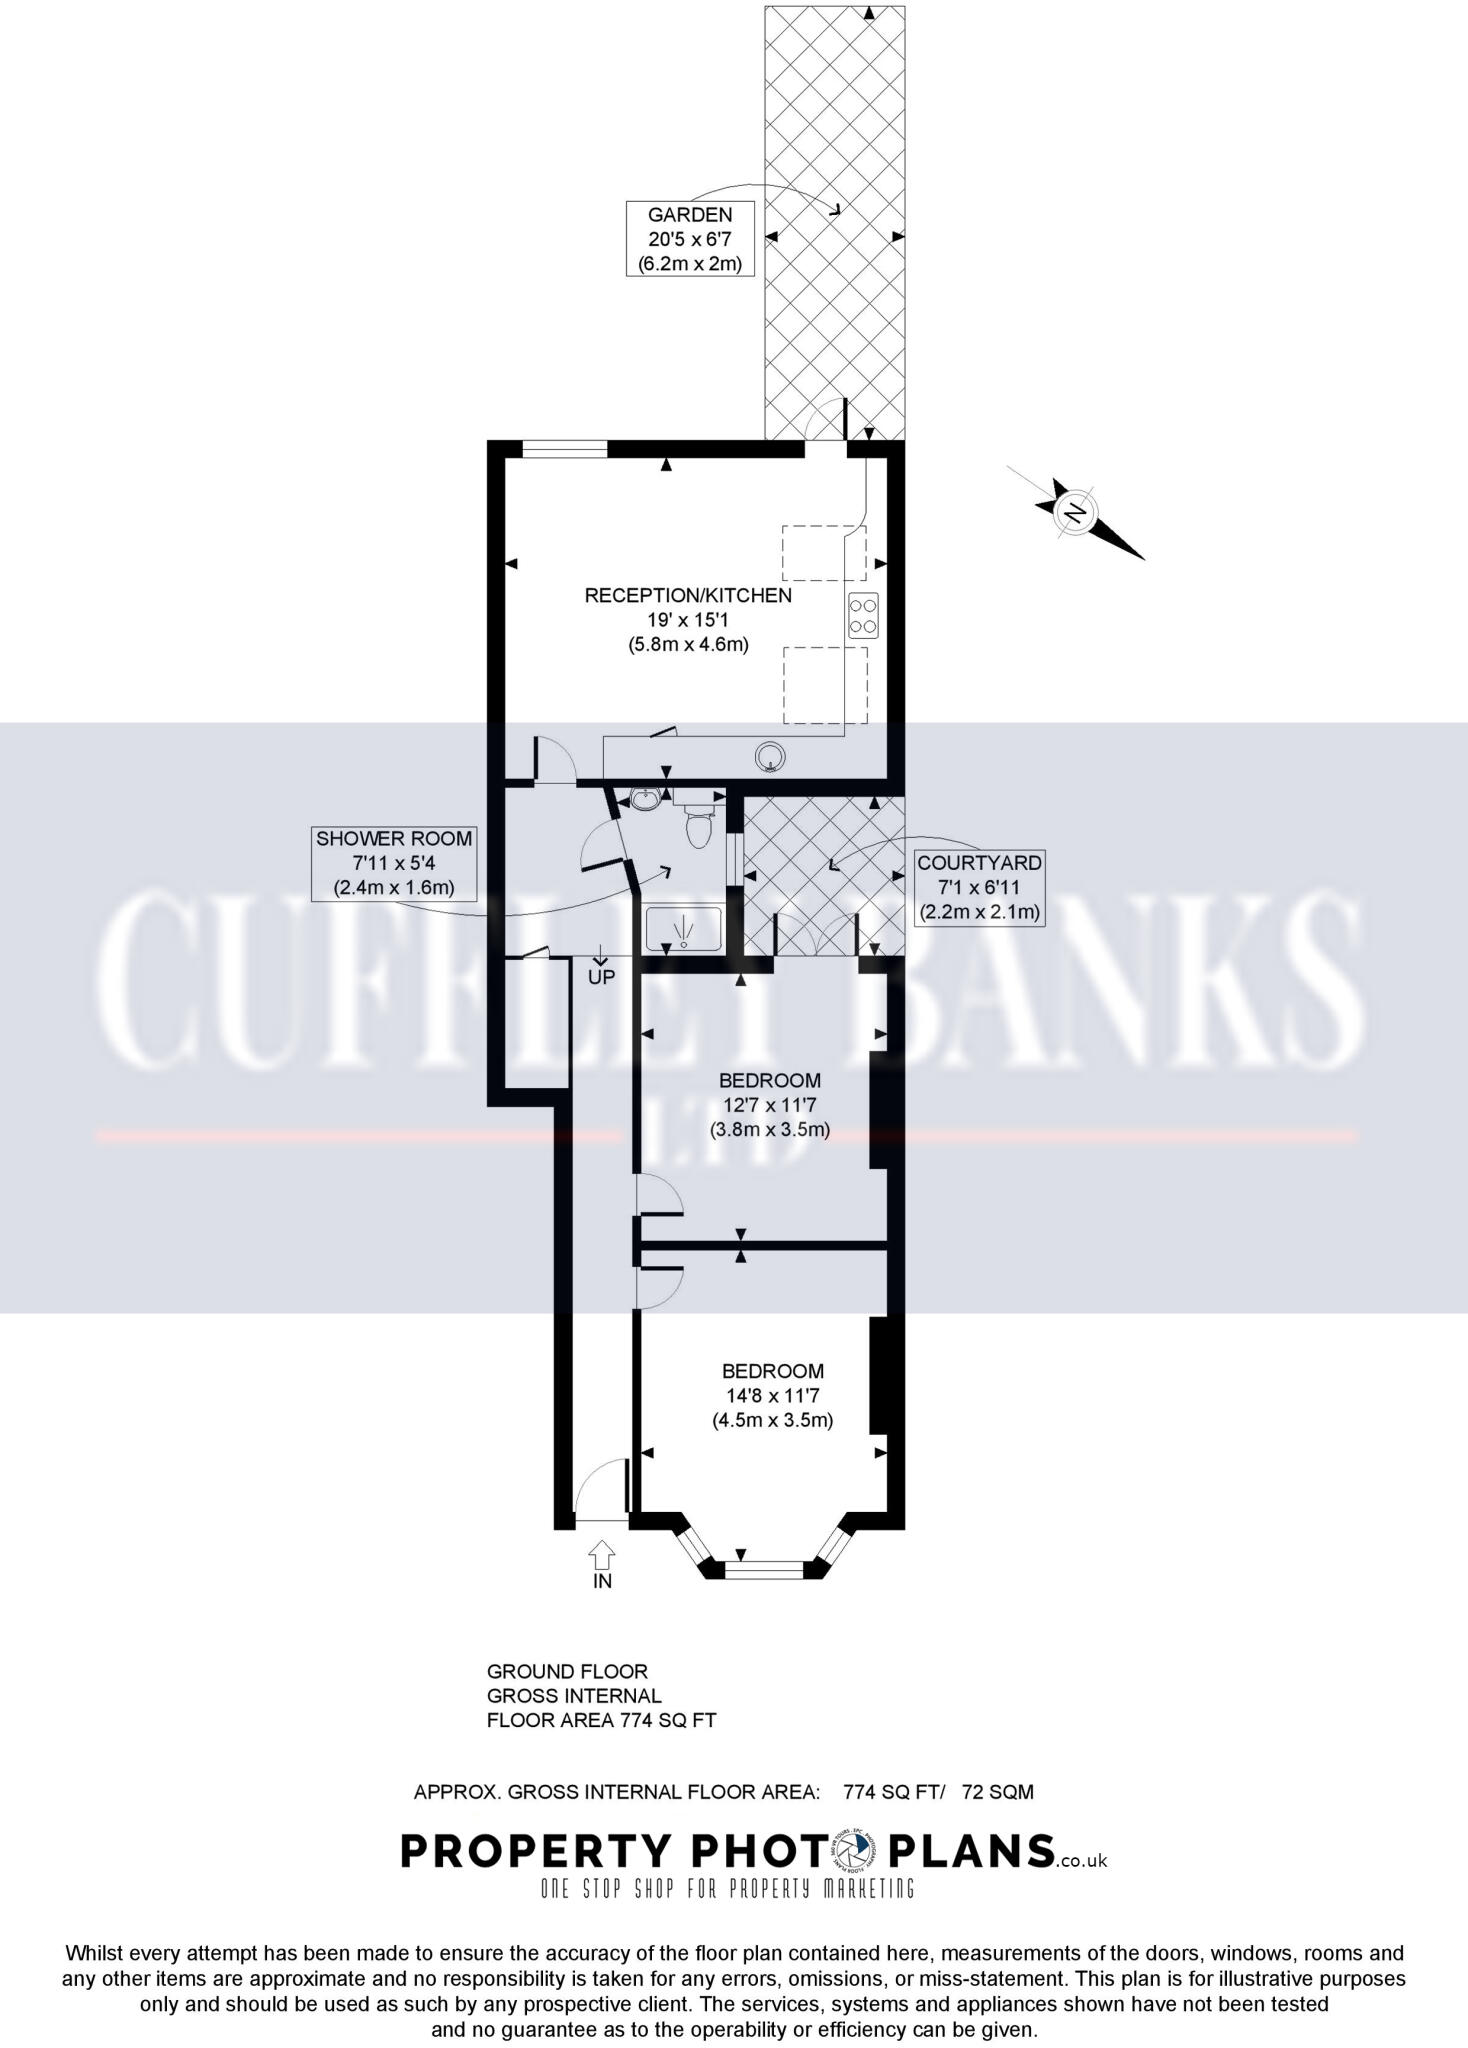 GARDEN
20'5 x 6'7
(6.2m x 2m)
N
RECEPTION/KITCHEN
19' x 15'1
(5.8m x 4.6m)
SHOWER ROOM
7'11 x 5'4
(2.4m x 1.6m)
COURTYARD
7'1 x 6'11
(2.2m x 2.1m)
CUFFLEY BANKS
LTD
UP
BEDROOM
12'7 x 11'7
(3.8m x 3.5m)
BEDROOM
14'8 x 11'7
(4.5m x 3.5m)
IN
GROUND FLOOR
GROSS INTERNAL
FLOOR AREA 774 SQ FT
APPROX. GROSS INTERNAL FLOOR AREA: 774 SQ FT/ 72 SQM
PROPERTY PHOTO PLANS.co.uk
360 VR TOURS . EPC . PHOTOGRAPHY . FLOOR PLANS
ONE STOP SHOP FOR PROPERTY MARKETING
Whilst every attempt has been made to ensure the accuracy of the floor plan contained here, measurements of the doors, windows, rooms and
any other items are approximate and no responsibility is taken for any errors, omissions, or miss-statement. This plan is for illustrative purposes
only and should be used as such by any prospective client. The services, systems and appliances shown have not been tested
and no guarantee as to the operability or efficiency can be given.